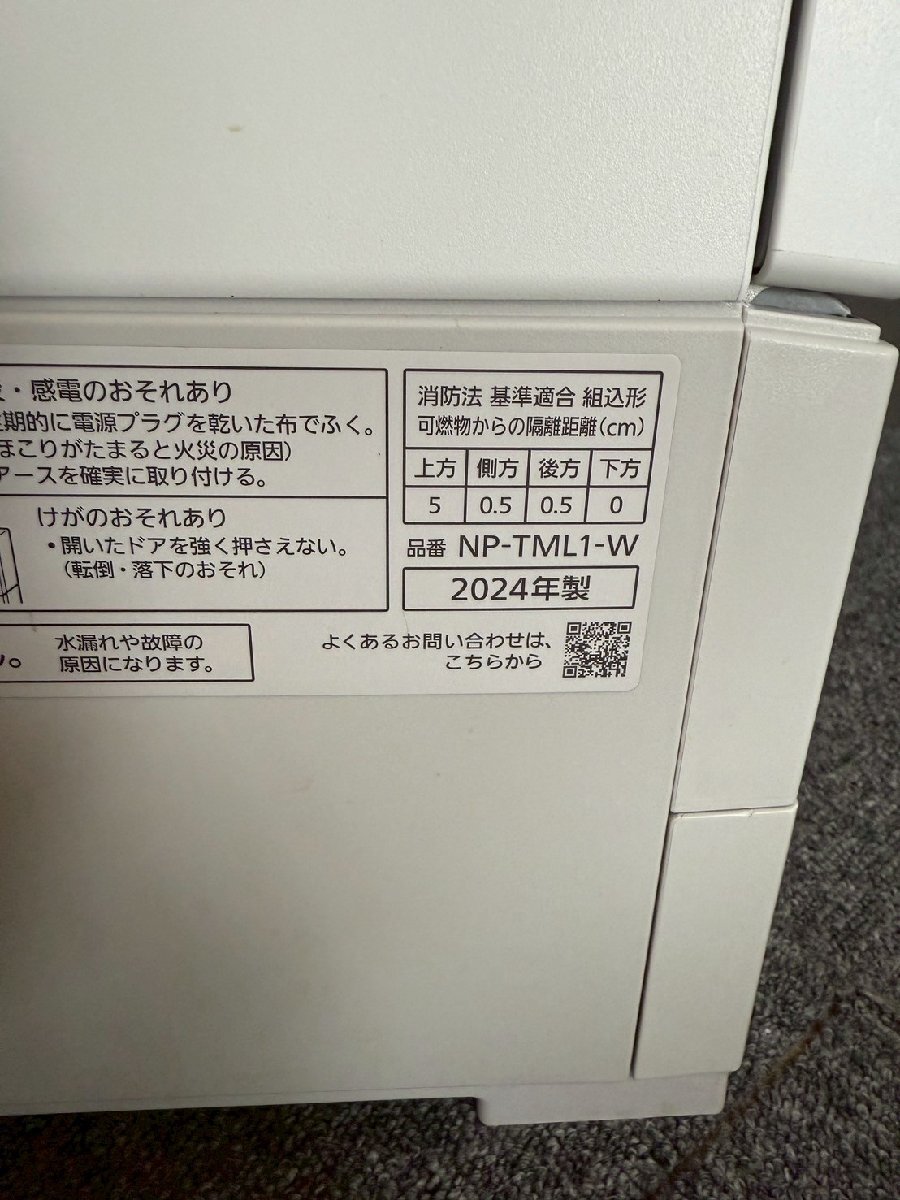 ・感電のおそれあり
期的に電源プラグを乾いた布でふく。
ほこりがたまると火災の原因)
アースを確実に取り付ける。
けがのおそれあり
・開いたドアを強く押さえない。
(転倒・落下のおそれ)
水漏れや故障の
原因になります。
消防法 基準適合 組込形
可燃物からの隔離距離(cm)
上方 側方 後方 下方
5 0.5 0.5 0
品番 NP-TML1-W
2024年製
よくあるお問い合わせは、
こちらから